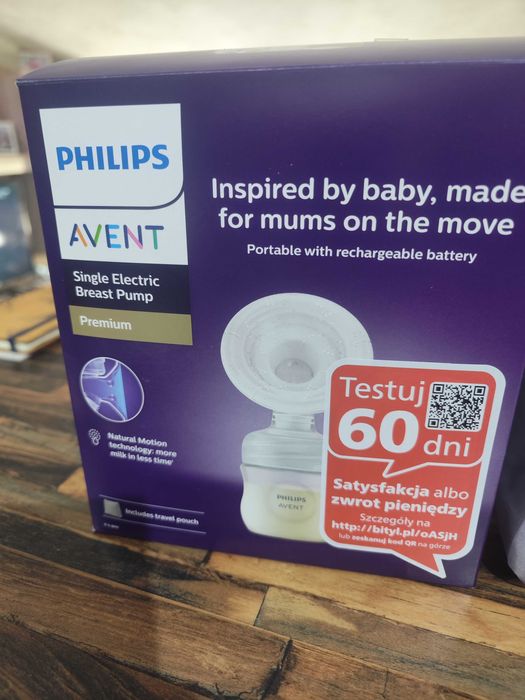 PHILIPS
AVENT
Single Electric
Breast Pump
Premium
Inspired by baby, made
for mums on the move
Portable with rechargeable battery
Natural Motion
technology: more
milk in less time
Includes travel pouch
PHILIPS
AVENT
Testuj
60 dni
Satysfakcja albo
zwrot pieniędzy
Szczegóły na
http://bityl.pl/oASjH
lub zeskanuj kod QR na górze